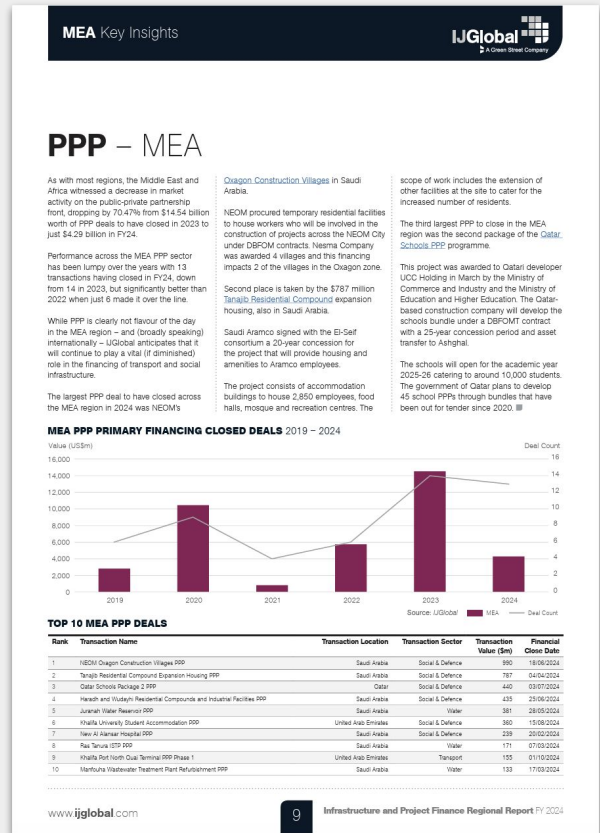 MEA Key Insights
IJGlobal
A Green Street Company
PPP – MEA
As with most regions, the Middle East and
Africa witnessed a decrease in market
activity on the public-private partnership
front, dropping by 70.47% from $14.54 billion
worth of PPP deals to have closed in 2023 to
just $4.29 billion in FY24.
Performance across the MEA PPP sector
has been lumpy over the years with 13
transactions having closed in FY24, down
from 14 in 2023, but significantly better than
2022 when just 6 made it over the line.
While PPP is clearly not flavour of the day
in the MEA region – and (broadly speaking)
internationally – IJGlobal anticipates that it
will continue to play a vital (if diminished)
role in the financing of transport and social
infrastructure.
The largest PPP deal to have closed across
the MEA region in 2024 was NEOM's
Oxagon Construction Villages in Saudi
Arabia.
NEOM procured temporary residential facilities
to house workers who will be involved in the
construction of projects across the NEOM City
under DBFOM contracts. Nesma Company
was awarded 4 villages and this financing
impacts 2 of the villages in the Oxagon zone.
Second place is taken by the $787 million
Tanajib Residential Compound expansion
housing, also in Saudi Arabia.
Saudi Aramco signed with the El-Seif
consortium a 20-year concession for
the project that will provide housing and
amenities to Aramco employees.
The project consists of accommodation
buildings to house 2,850 employees, food
halls, mosque and recreation centres. The
scope of work includes the extension of
other facilities at the site to cater for the
increased number of residents.
The third largest PPP to close in the MEA
region was the second package of the Qatar
Schools PPP programme.
This project was awarded to Qatari developer
UCC Holding in March by the Ministry of
Commerce and Industry and the Ministry of
Education and Higher Education. The Qatar-
based construction company will develop the
schools bundle under a DBFOMT contract
with a 25-year concession period and asset
transfer to Ashghal.
The schools will open for the academic year
2025-26 catering to around 10,000 students.
The government of Qatar plans to develop
45 school PPPs through bundles that have
been out for tender since 2020.
MEA PPP PRIMARY FINANCING CLOSED DEALS 2019 – 2024
Value (US$m) Deal Count
16,000 16
14,000 14
12,000 12
10,000 10
8,000 8
6,000 6
4,000 4
2,000 2
0 0
2019 2020 2021 2022 2023 2024
Source: IJGlobal MEA Deal Count
TOP 10 MEA PPP DEALS
Rank Transaction Name Transaction Location Transaction Sector Transaction Value ($m) Financial Close Date
1 NEOM Oxagon Construction Villages PPP Saudi Arabia Social & Defence 990 18/06/2024
2 Tanajib Residential Compound Expansion Housing PPP Saudi Arabia Social & Defence 787 04/04/2024
3 Qatar Schools Package 2 PPP Qatar Social & Defence 440 03/07/2024
4 Haradh and Wudayhi Residential Compounds and Industrial Facilities PPP Saudi Arabia Social & Defence 435 25/06/2024
5 Juranah Water Reservoir PPP Saudi Arabia Water 381 28/05/2024
6 Khalifa University Student Accommodation PPP United Arab Emirates Social & Defence 360 15/08/2024
7 New Al Alansar Hospital PPP Saudi Arabia Social & Defence 239 20/02/2024
8 Ras Tanura ISTP PPP Saudi Arabia Water 171 07/03/2024
9 Khalifa Port North Quai Terminal PPP Phase 1 United Arab Emirates Transport 155 01/10/2024
10 Manfouha Wastewater Treatment Plant Refurbishment PPP Saudi Arabia Water 133 17/03/2024
www.ijglobal.com 9 Infrastructure and Project Finance Regional Report FY 2024